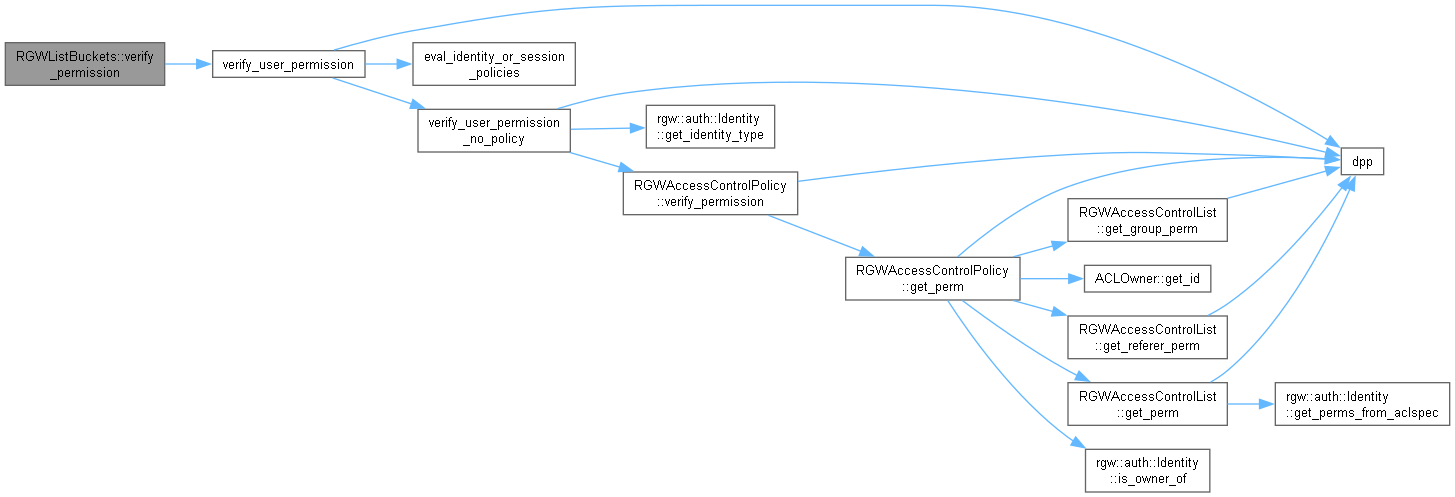 RGWListBuckets::verify
_permission
verify_user_permission
eval_identity_or_session
_policies
verify_user_permission
_no_policy
rgw::auth::Identity
::get_identity_type
RGWAccessControlPolicy
::verify_permission
dpp
RGWAccessControlList
::get_group_perm
RGWAccessControlPolicy
::get_perm
ACLOwner::get_id
RGWAccessControlList
::get_referer_perm
RGWAccessControlList
::get_perm
rgw::auth::Identity
::get_perms_from_aclspec
rgw::auth::Identity
::is_owner_of